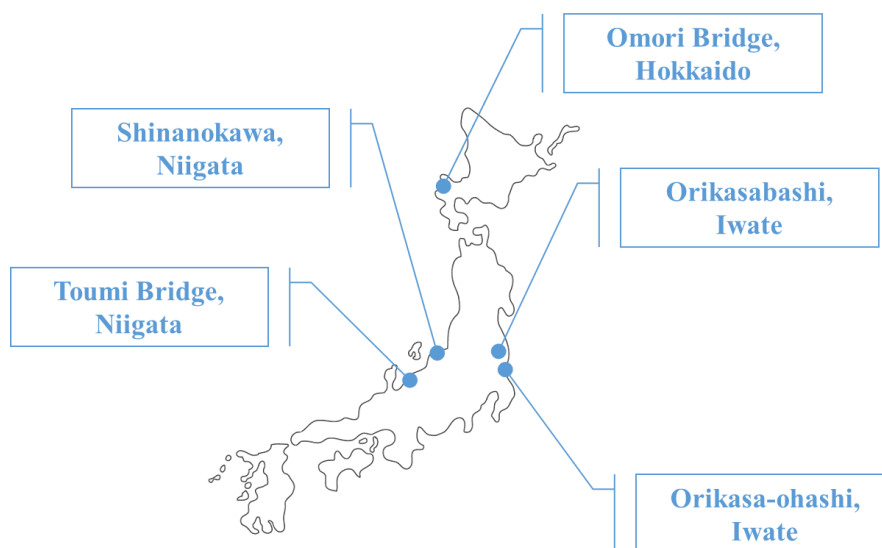 Omori Bridge,
Hokkaido
Shinanokawa,
Niigata
Orikasabashi,
Iwate
Toumi Bridge,
Niigata
Orikasa-ohashi,
Iwate